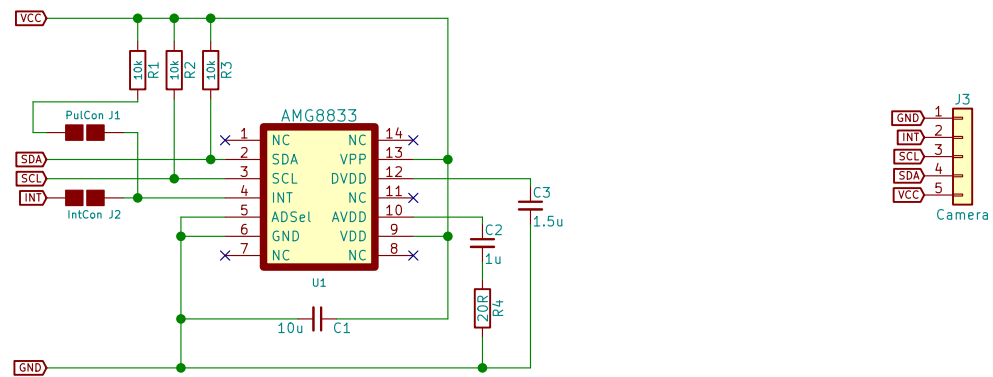 VCC
10k R1
10k R2
10k R3
PulCon J1
SDA
SCL
INT
IntCon J2
GND
AMG8833
1 NC NC 14
2 SDA VPP 13
3 SCL DVDD 12
4 INT NC 11
5 ADSel AVDD 10
6 GND VDD 9
7 NC NC 8
U1
10u C1
C2
1u
20R R4
C3
1.5u
J3
GND 1
INT 2
SCL 3
SDA 4
VCC 5
Camera